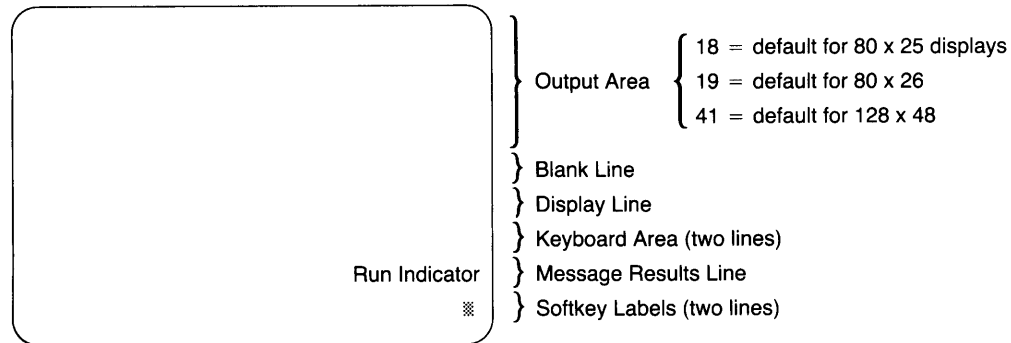 18 = default for 80 x 25 displays
Output Area
19 = default for 80 x 26
41 = default for 128 x 48
Blank Line
Display Line
Keyboard Area (two lines)
Run Indicator
Message Results Line
Softkey Labels (two lines)